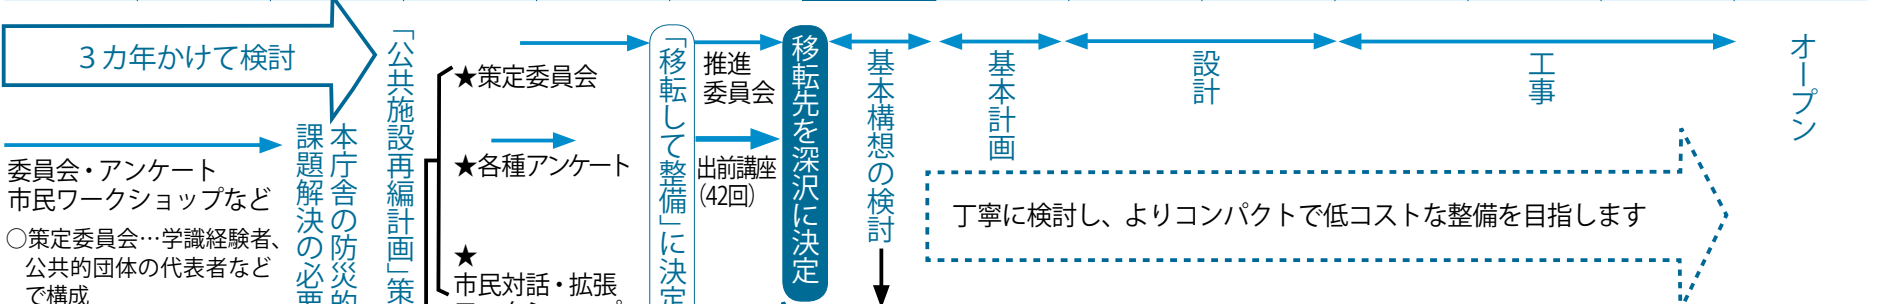 3カ年かけて検討
委員会・アンケート
市民ワークショップなど
○策定委員会…学識経験者、
公共的団体の代表者など
で構成
本庁舎の防災的
課題解決の必要
「公共施設再編計画」策
★策定委員会
★各種アンケート
★
市民対話・拡張
「移転して整備」に決定
推進
委員会
出前講座
(42回)
移転先を深沢に決定
基本構想の検討
基本計画
設計
工事
オープン
丁寧に検討し、よりコンパクトで低コストな整備を目指します